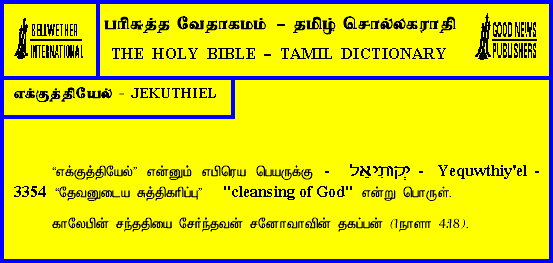 BELLWETHER
INTERNATIONAL
பரிசுத்த வேதாகமம் – தமிழ் சொல்லகராதி
THE HOLY BIBLE – TAMIL DICTIONARY
GOOD NEWS
PUBLISHERS
எக்குத்தியேல் - JEKUTHIEL
“எக்குத்தியேல்” என்னும் எபிரெய பெயருக்கு - יקותיאל - Yequwthiy'el -
3354 “தேவனுடைய சுத்திகரிப்பு” "cleansing of God" என்று பொருள்.
காலேபின் சந்ததியை சேர்ந்தவன் சனோவாவின் தகப்பன் (1நாளா 4:18).